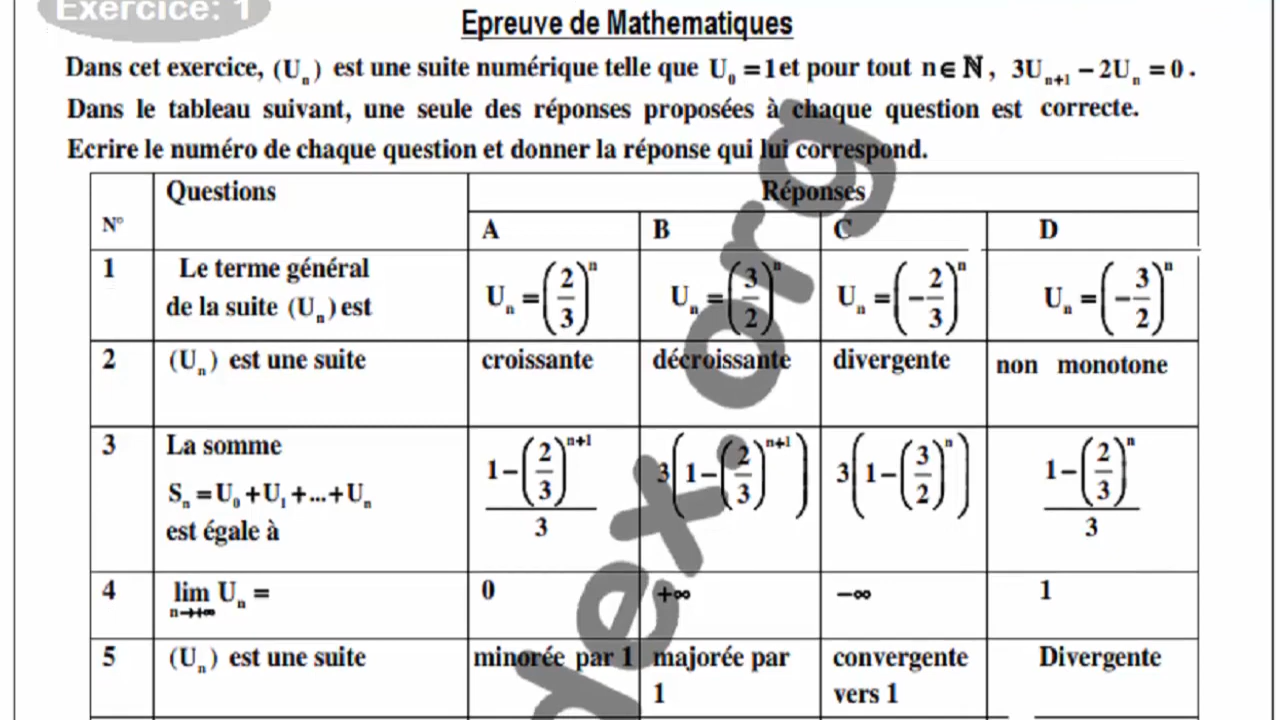 Exercice: 1
Epreuve de Mathematiques
Dans cet exercice, (Uₙ) est une suite numérique telle que U₀ = 1 et pour tout n ∈ ℕ, 3Uₙ₊₁ − 2Uₙ = 0.
Dans le tableau suivant, une seule des réponses proposées à chaque question est correcte.
Ecrire le numéro de chaque question et donner la réponse qui lui correspond.
N° Questions Réponses
A B C D
1 Le terme général de la suite (Uₙ) est Uₙ = (2/3)ⁿ Uₙ = (3/2)ⁿ Uₙ = (−2/3)ⁿ Uₙ = (−3/2)ⁿ
2 (Uₙ) est une suite croissante décroissante divergente non monotone
3 La somme Sₙ = U₀ + U₁ + ... + Uₙ est égale à (1−(2/3)ⁿ⁺¹)/3 3(1−(2/3)ⁿ⁺¹) 3(1−(3/2)ⁿ) (1−(2/3)ⁿ)/3
4 lim n→+∞ Uₙ = 0 +∞ −∞ 1
5 (Uₙ) est une suite minorée par 1 majorée par 1 convergente vers 1 Divergente
dex.org